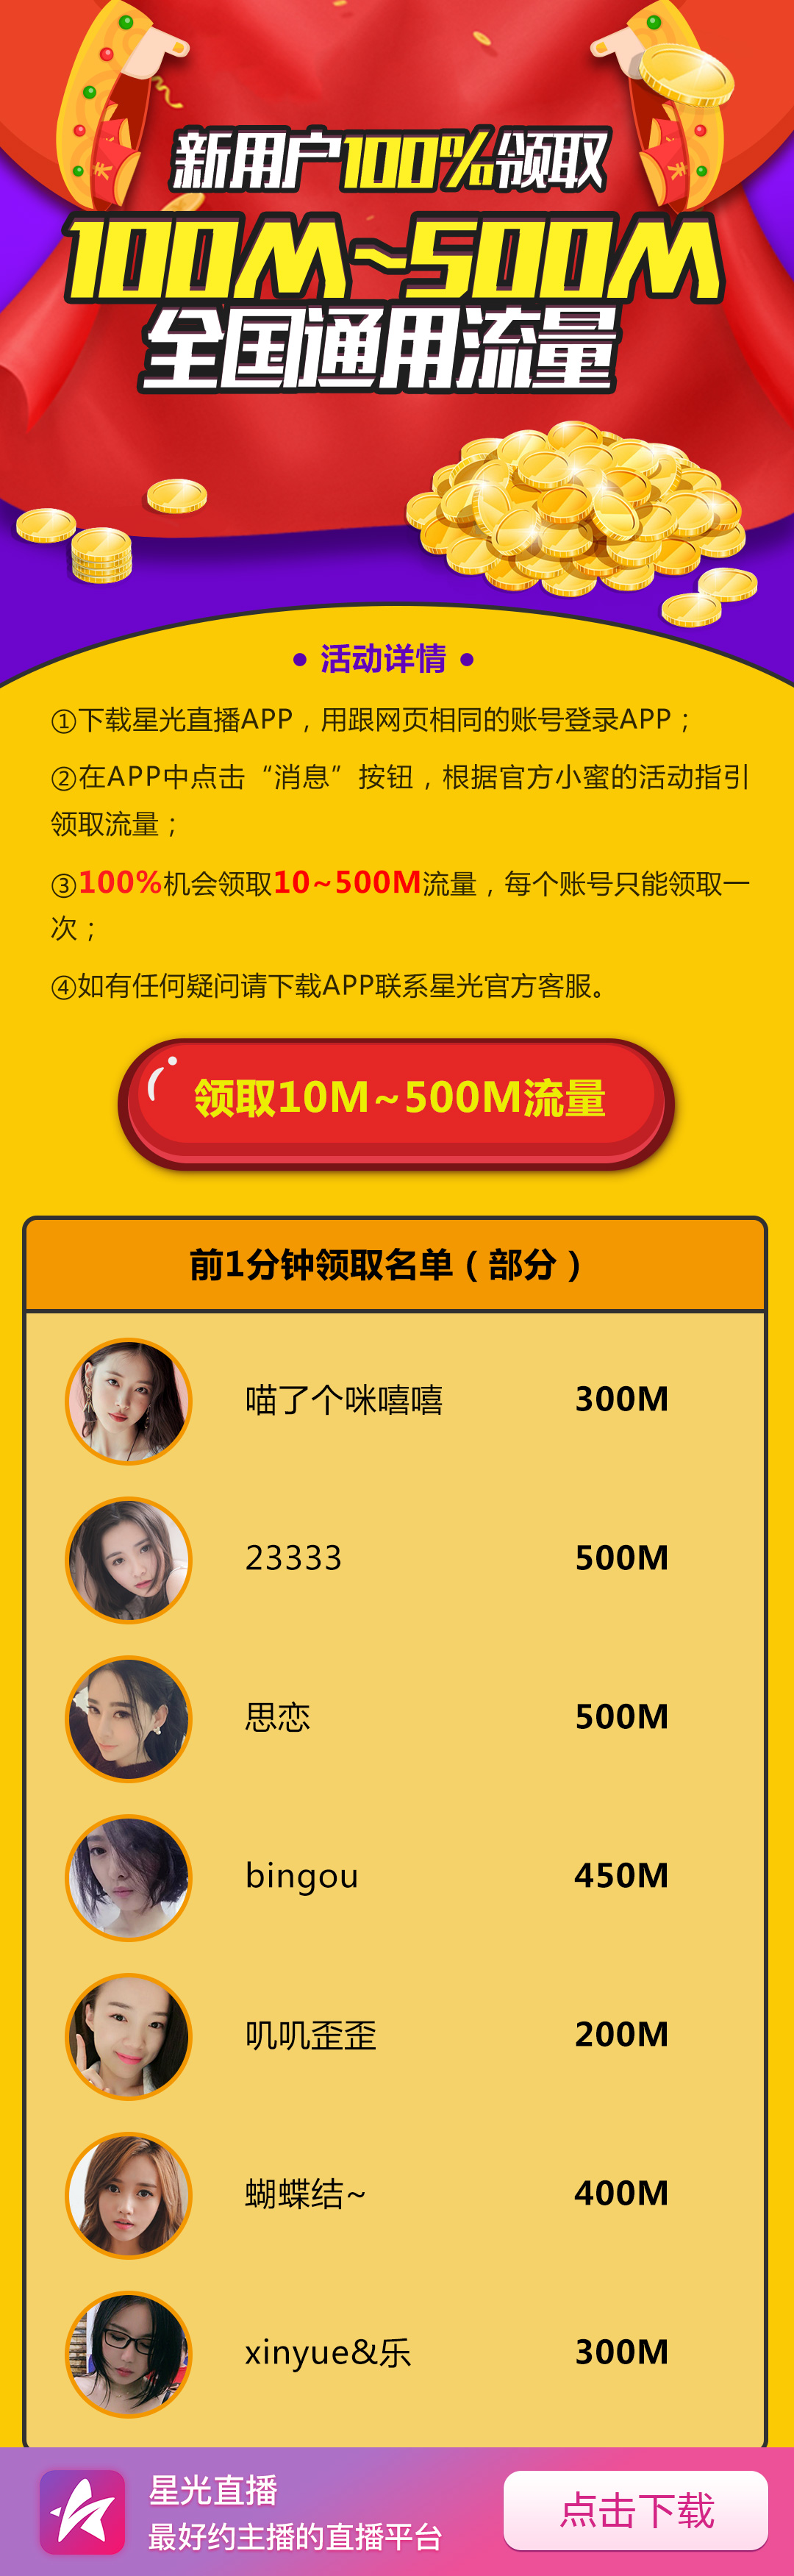 新用户100%领取
100M~500M
全国通用流量
• 活动详情 •
①下载星光直播APP，用跟网页相同的账号登录APP；
②在APP中点击“消息”按钮，根据官方小蜜的活动指引
领取流量；
③100%机会领取10~500M流量，每个账号只能领取一
次；
④如有任何疑问请下载APP联系星光官方客服。
领取10M~500M流量
前1分钟领取名单（部分）
喵了个咪嘻嘻 300M
23333 500M
思恋 500M
bingou 450M
叽叽歪歪 200M
蝴蝶结~ 400M
xinyue&乐 300M
星光直播
最好约主播的直播平台
点击下载